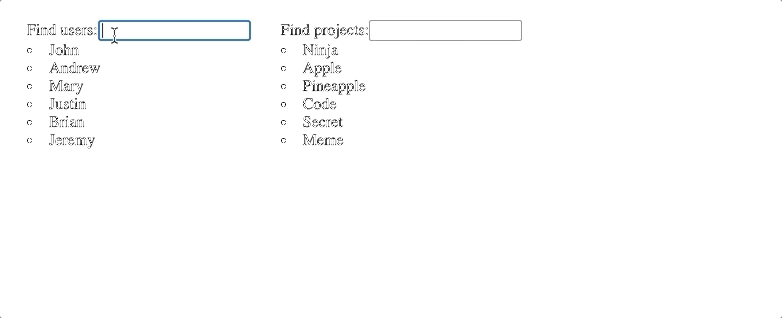 Find users:
John
Andrew
Mary
Justin
Brian
Jeremy
Find projects:
Ninja
Apple
Pineapple
Code
Secret
Meme